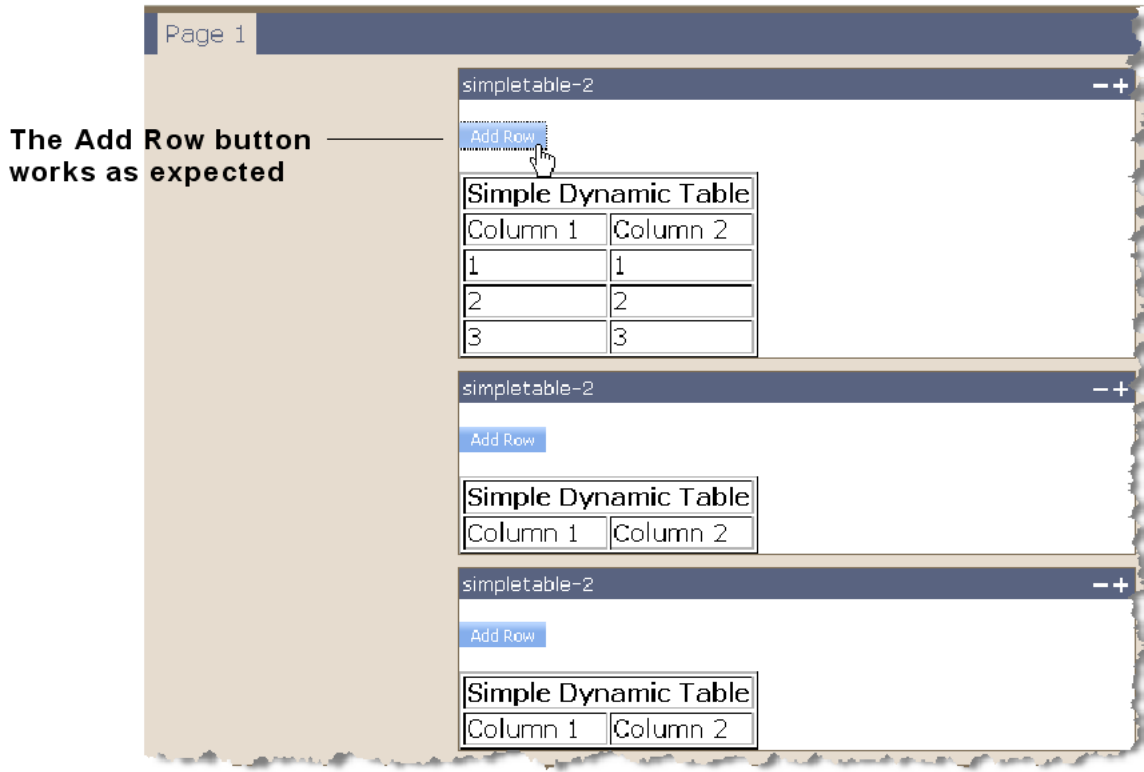 Page 1
simpletable-2
The Add Row button
works as expected
Add Row
Simple Dynamic Table
Column 1 Column 2
1 1
2 2
3 3
simpletable-2
Add Row
Simple Dynamic Table
Column 1 Column 2
simpletable-2
Add Row
Simple Dynamic Table
Column 1 Column 2